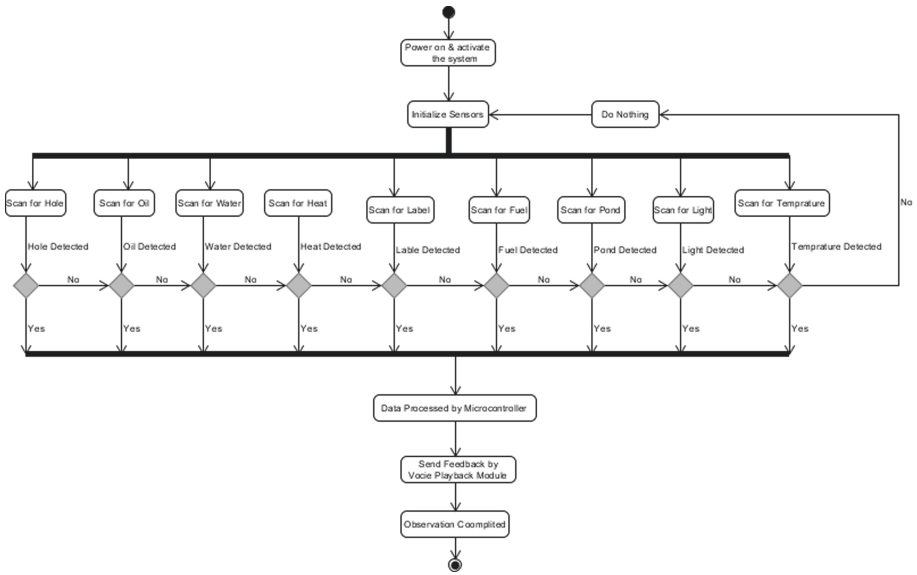 Power on & activate
the system
Initialize Sensors
Do Nothing
Scan for Hole
Scan for Oil
Scan for Water
Scan for Heat
Scan for Label
Scan for Fuel
Scan for Pond
Scan for Light
Scan for Temprature
No
Hole Detected
Oil Detected
Water Detected
Heat Detected
Lable Detected
Fuel Detected
Pond Detected
Light Detected
Temprature Detected
No
No
No
No
No
No
No
No
Yes
Yes
Yes
Yes
Yes
Yes
Yes
Yes
Yes
Data Processed by Microcontroller
Send Feedback by
Vocie Playback Module
Observation Coomplited